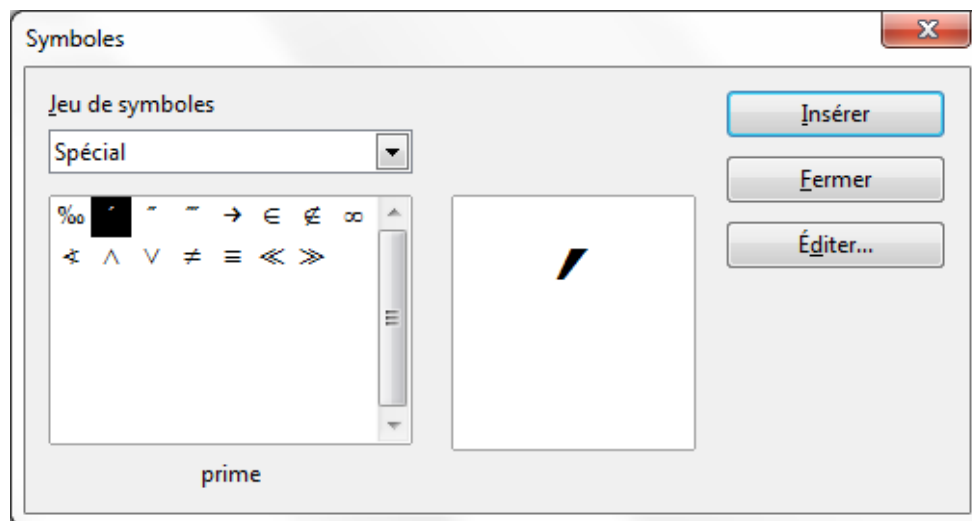 Symboles
Jeu de symboles
Spécial
‰ ′ ″ ‴ → ∈ ∉ ∞
∢ ∧ ∨ ≠ ≡ ≪ ≫
′
prime
Insérer
Fermer
Éditer...